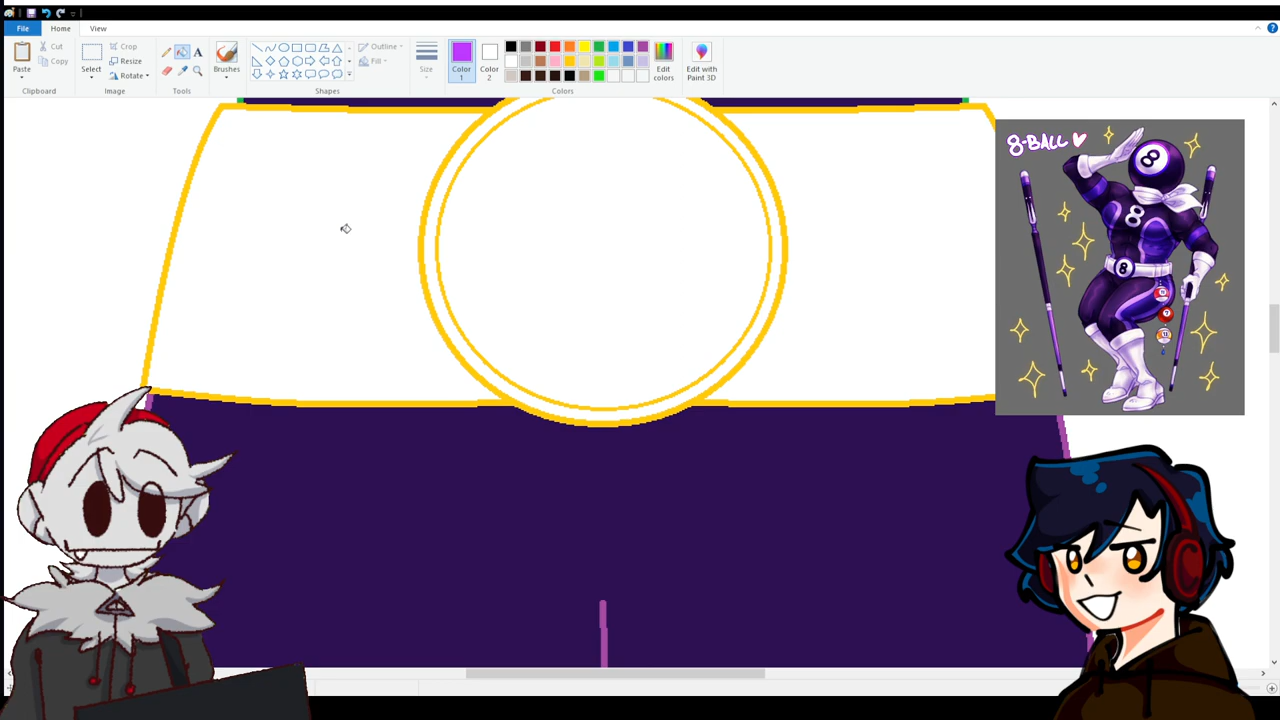 File Home View
Paste
Cut
Copy
Clipboard
Select
Crop
Resize
Rotate
Image
A
Tools
Brushes
Outline
Fill
Shapes
Size
Color
1
Color
2
Edit
colors
Colors
Edit with
Paint 3D
?
8-BALL
8
8
8